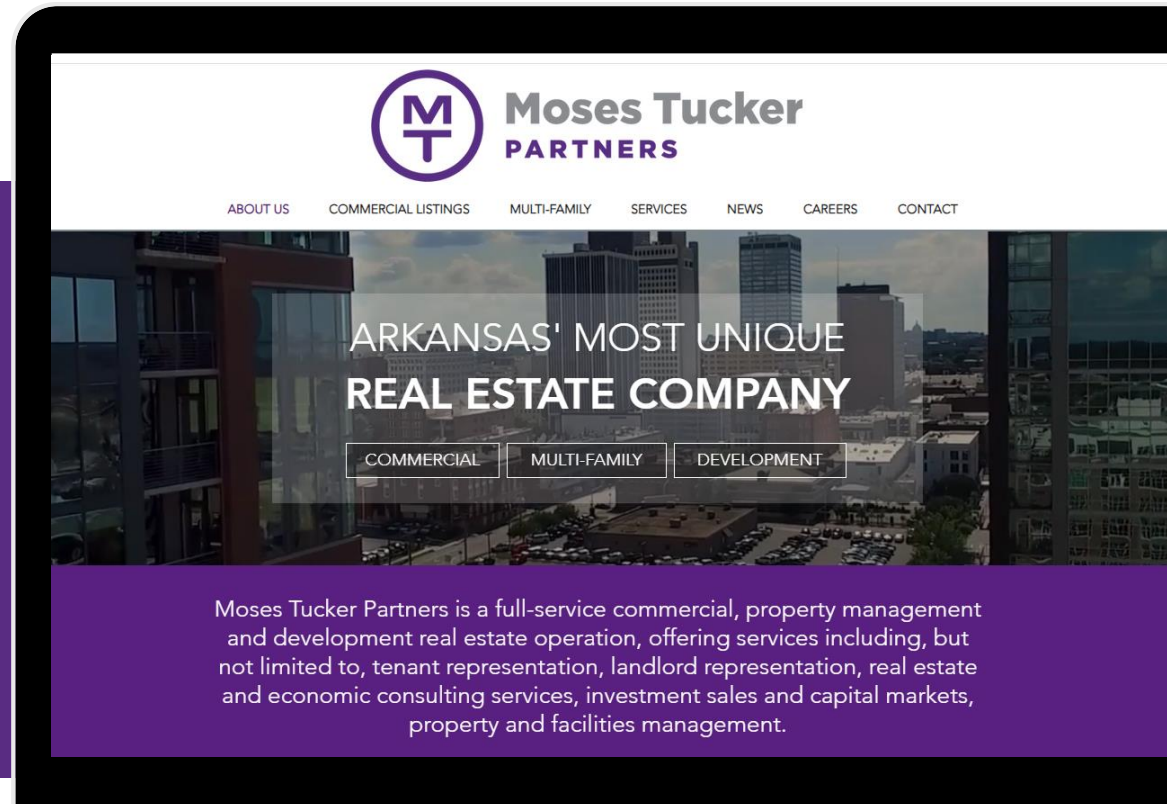 MT
Moses Tucker
PARTNERS
ABOUT US COMMERCIAL LISTINGS MULTI-FAMILY SERVICES NEWS CAREERS CONTACT
ARKANSAS' MOST UNIQUE
REAL ESTATE COMPANY
COMMERCIAL MULTI-FAMILY DEVELOPMENT
Moses Tucker Partners is a full-service commercial, property management
and development real estate operation, offering services including, but
not limited to, tenant representation, landlord representation, real estate
and economic consulting services, investment sales and capital markets,
property and facilities management.